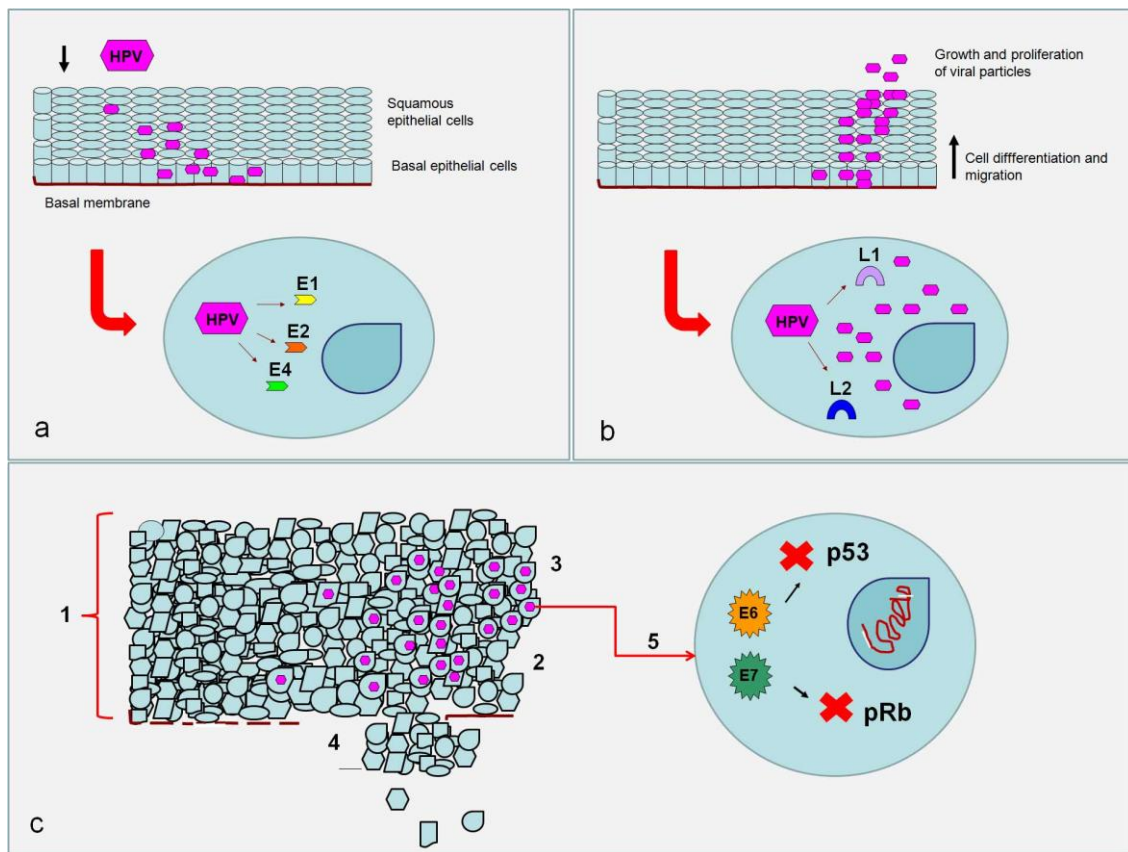 HPV
Squamous
epithelial cells
Basal epithelial cells
Basal membrane
HPV
E1
E2
E4
a
Growth and proliferation
of viral particles
Cell diffferentiation and
migration
HPV
L1
L2
b
1
2
3
4
5
E6
E7
p53
pRb
c